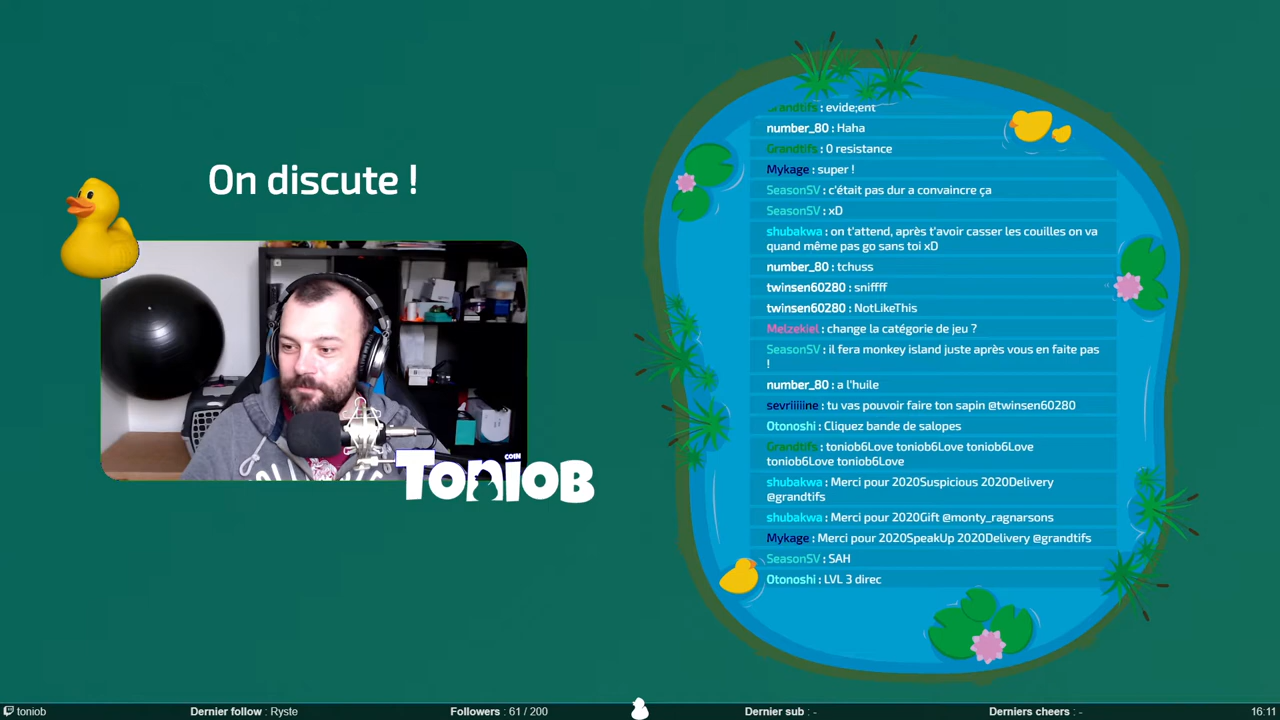 On discute !
COIN
TONIOB
Grandtifs : evide;ent
number_80 : Haha
Grandtifs : 0 resistance
Mykage : super !
SeasonSV : c'était pas dur a convaincre ça
SeasonSV : xD
shubakwa : on t'attend, après t'avoir casser les couilles on va
quand même pas go sans toi xD
number_80 : tchuss
twinsen60280 : sniffff
twinsen60280 : NotLikeThis
Melzekiel : change la catégorie de jeu ?
SeasonSV : il fera monkey island juste après vous en faite pas
!
number_80 : a l'huile
sevriiiiine : tu vas pouvoir faire ton sapin @twinsen60280
Otonoshi : Cliquez bande de salopes
Grandtifs : toniob6Love toniob6Love toniob6Love
toniob6Love toniob6Love
shubakwa : Merci pour 2020Suspicious 2020Delivery
@grandtifs
shubakwa : Merci pour 2020Gift @monty_ragnarsons
Mykage : Merci pour 2020SpeakUp 2020Delivery @grandtifs
SeasonSV : SAH
Otonoshi : LVL 3 direc
toniob
Dernier follow : Ryste
Followers : 61 / 200
Dernier sub : -
Derniers cheers : -
16:11